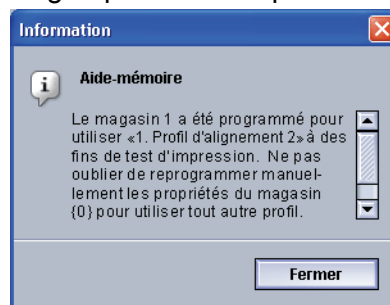 Information
Aide-mémoire
Le magasin 1 a été programmé pour
utiliser «1. Profil d'alignement 2» à des
fins de test d'impression. Ne pas
oublier de reprogrammer manuel-
lement les propriétés du magasin
{0} pour utiliser tout autre profil.
Fermer